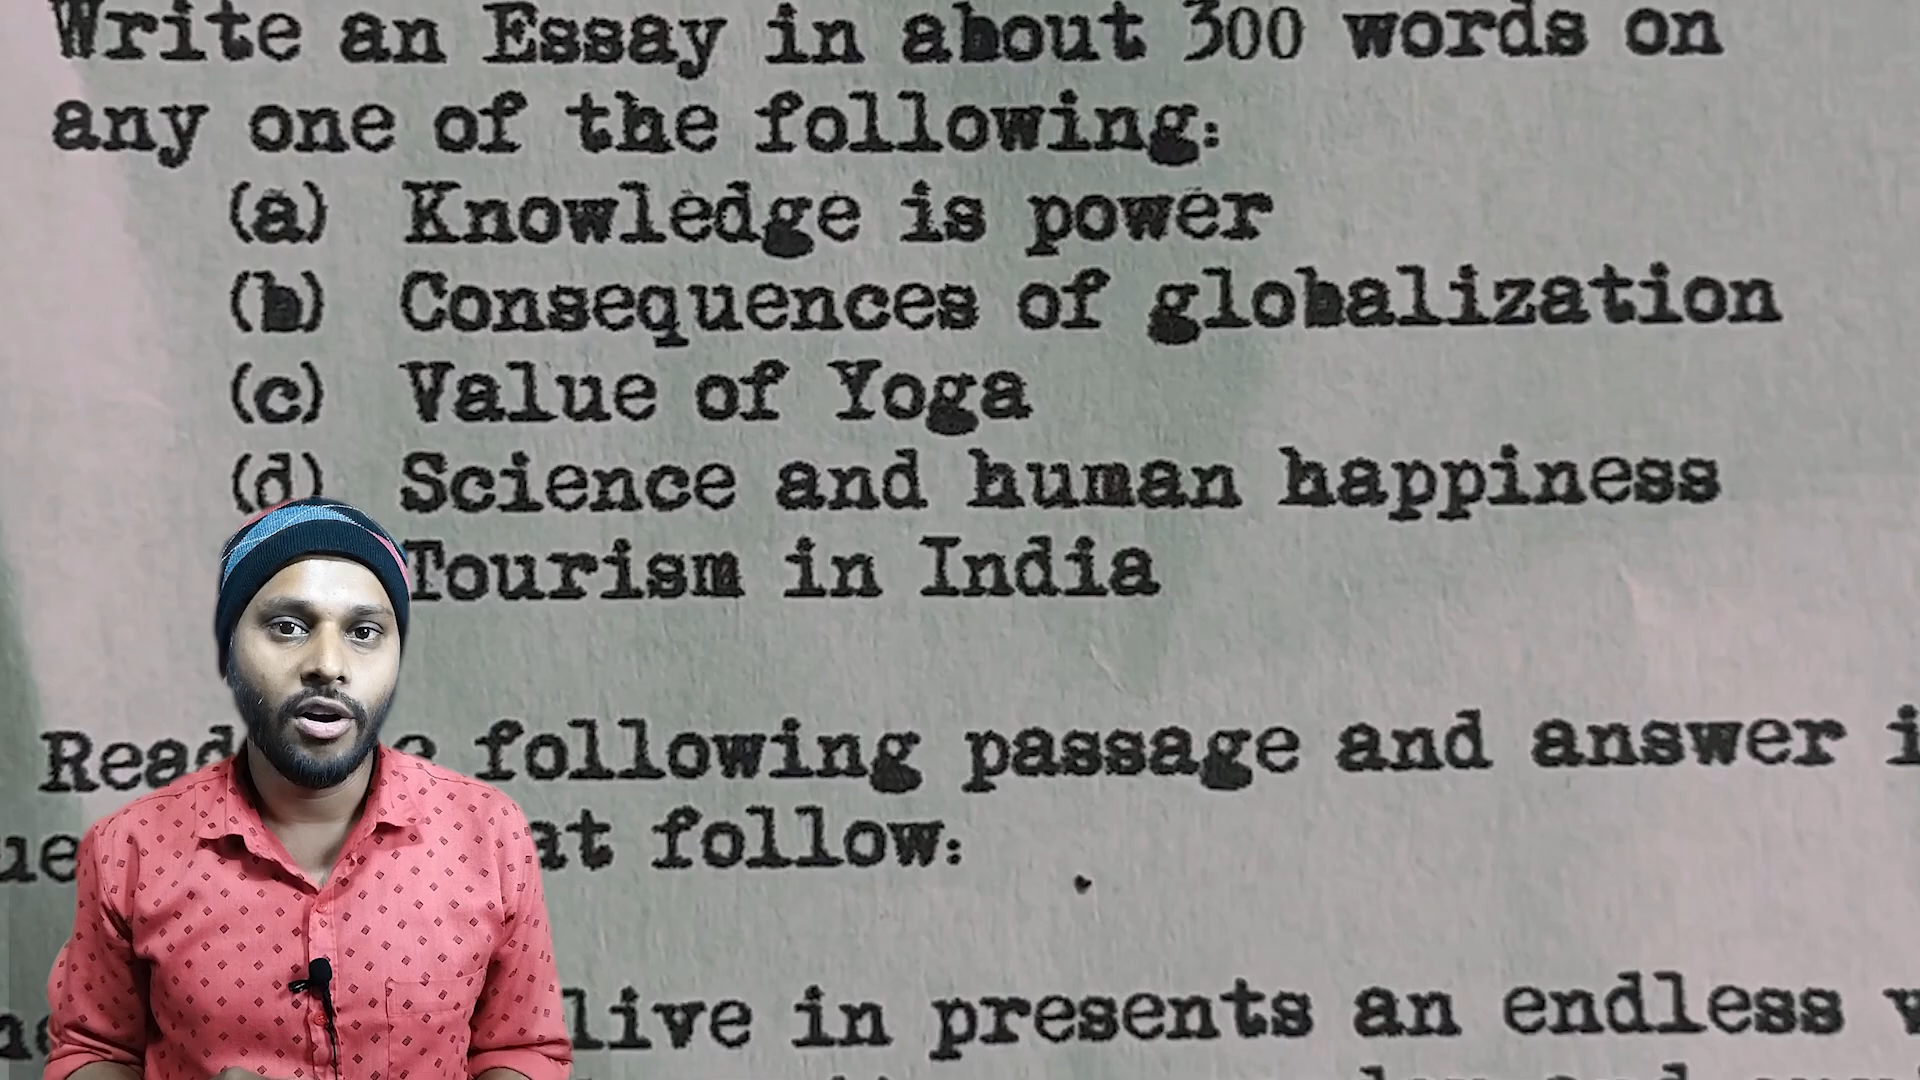 Write an Essay in about 300 words on
any one of the following:
(a) Knowledge is power
(b) Consequences of globalization
(c) Value of Yoga
(d) Science and human happiness
Tourism in India
Read following passage and answer
follow:
live in presents an endless